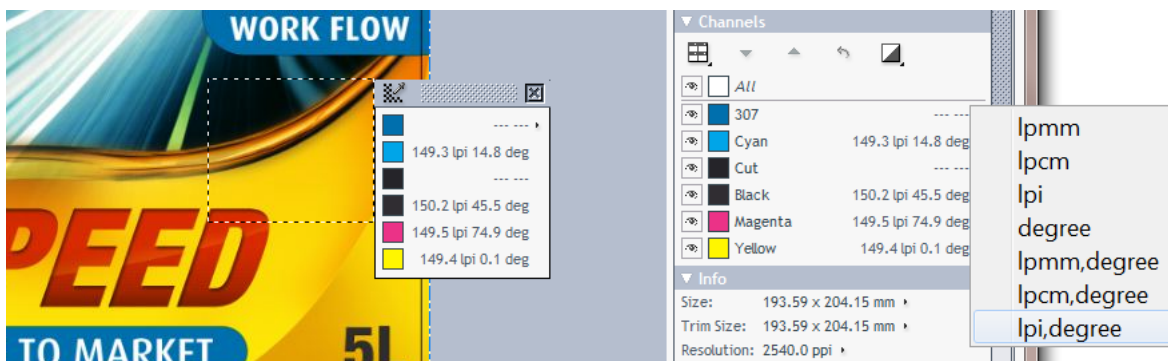 WORK FLOW
PEED
TO MARKET
5L
--- ---
149.3 lpi 14.8 deg
--- ---
150.2 lpi 45.5 deg
149.5 lpi 74.9 deg
149.4 lpi 0.1 deg
Channels
All
307 --- ---
Cyan 149.3 lpi 14.8 deg
Cut --- ---
Black 150.2 lpi 45.5 deg
Magenta 149.5 lpi 74.9 deg
Yellow 149.4 lpi 0.1 deg
Info
Size: 193.59 x 204.15 mm
Trim Size: 193.59 x 204.15 mm
Resolution: 2540.0 ppi
lpmm
lpcm
lpi
degree
lpmm,degree
lpcm,degree
lpi,degree